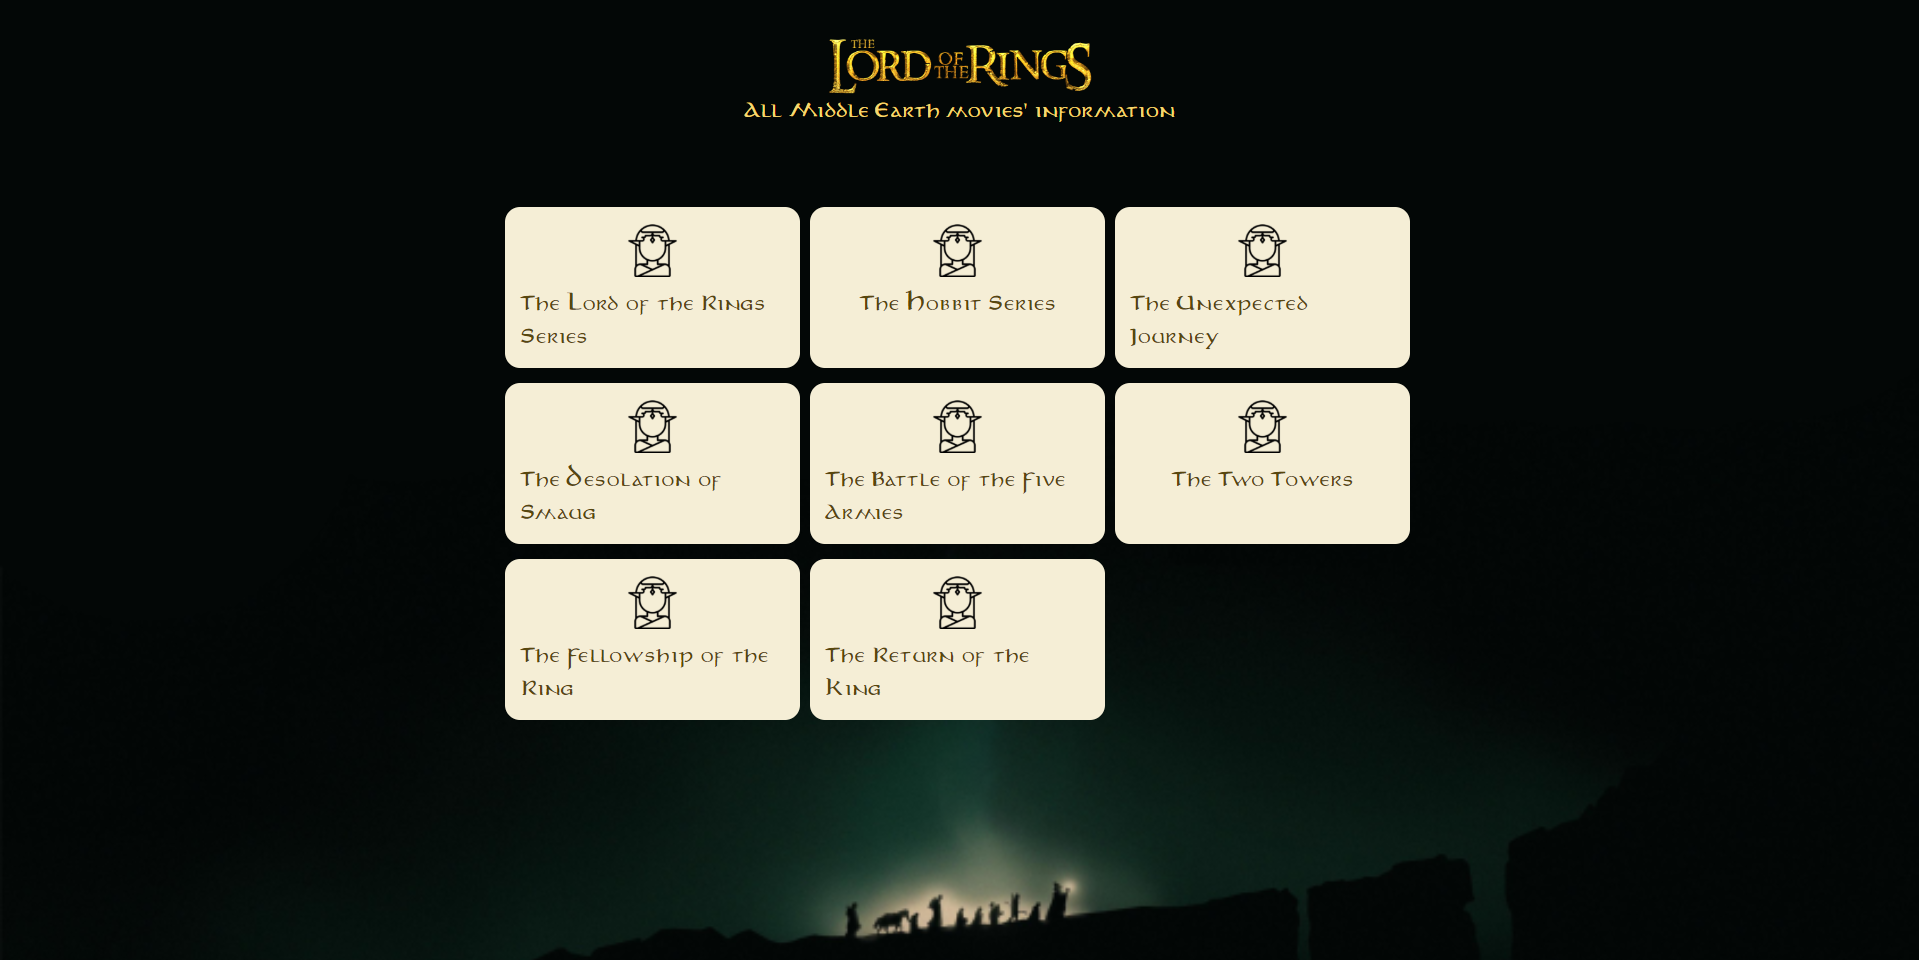 THE LORD OF THE RINGS
All Middle Earth movies' information
The Lord of the Rings
Series
The Hobbit Series
The Unexpected
Journey
The Desolation of
Smaug
The Battle of the Five
Armies
The Two Towers
The Fellowship of the
Ring
The Return of the
King